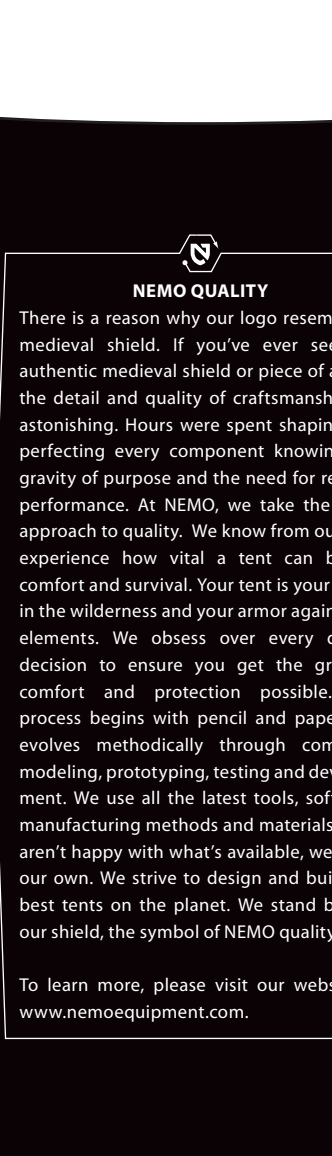 NEMO QUALITY
There is a reason why our logo resem
medieval shield. If you’ve ever see
authentic medieval shield or piece of a
the detail and quality of craftsmansh
astonishing. Hours were spent shapin
perfecting every component knowin
gravity of purpose and the need for re
performance. At NEMO, we take the
approach to quality.  We know from ou
experience how vital a tent can b
comfort and survival. Your tent is your
in the wilderness and your armor again
elements. We obsess over every d
decision to ensure you get the gr
comfort and protection possible.
process begins with pencil and pape
evolves methodically through com
modeling, prototyping, testing and dev
ment. We use all the latest tools, sof
manufacturing methods and materials
aren’t happy with what’s available, we
our own. We strive to design and bui
best tents on the planet. We stand b
our shield, the symbol of NEMO quality
To learn more, please visit our webs
www.nemoequipment.com.